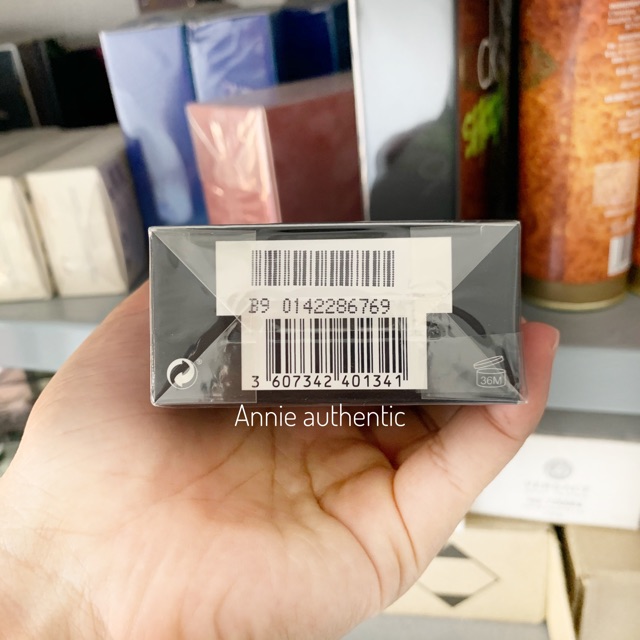 B9 0142286769
3 607342 401341
36M
Annie authentic